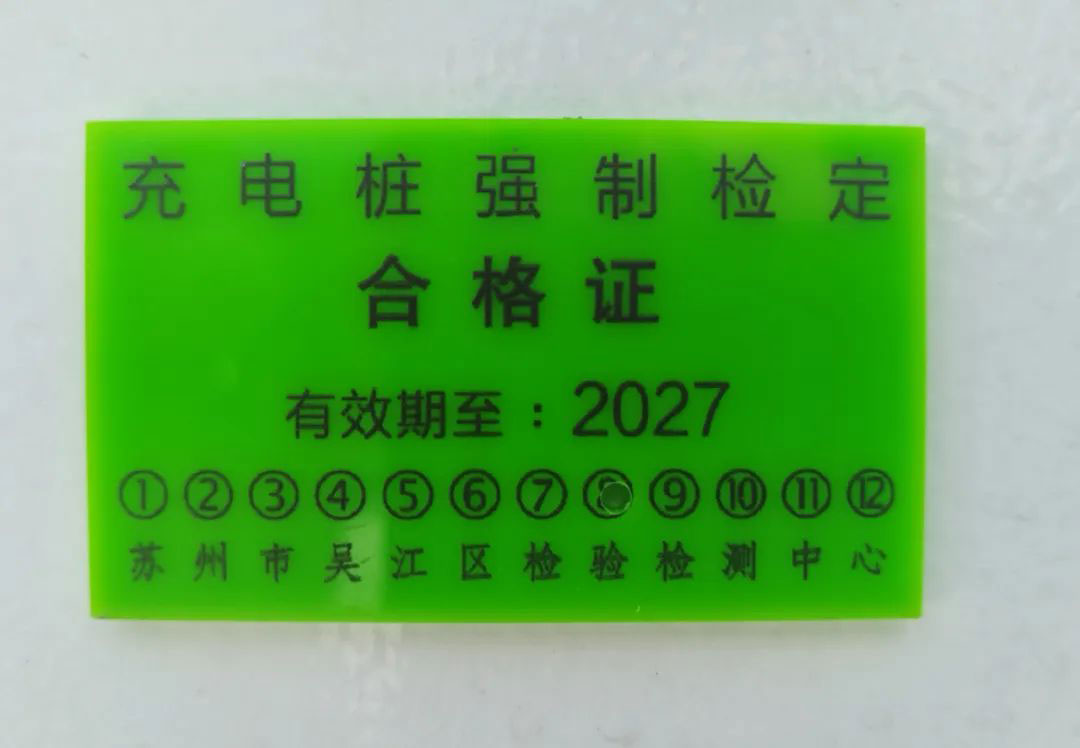 充电桩强制检定
合格证
有效期至：2027
①②③④⑤⑥⑦⑧⑨⑩⑪⑫
苏州市吴江区检验检测中心